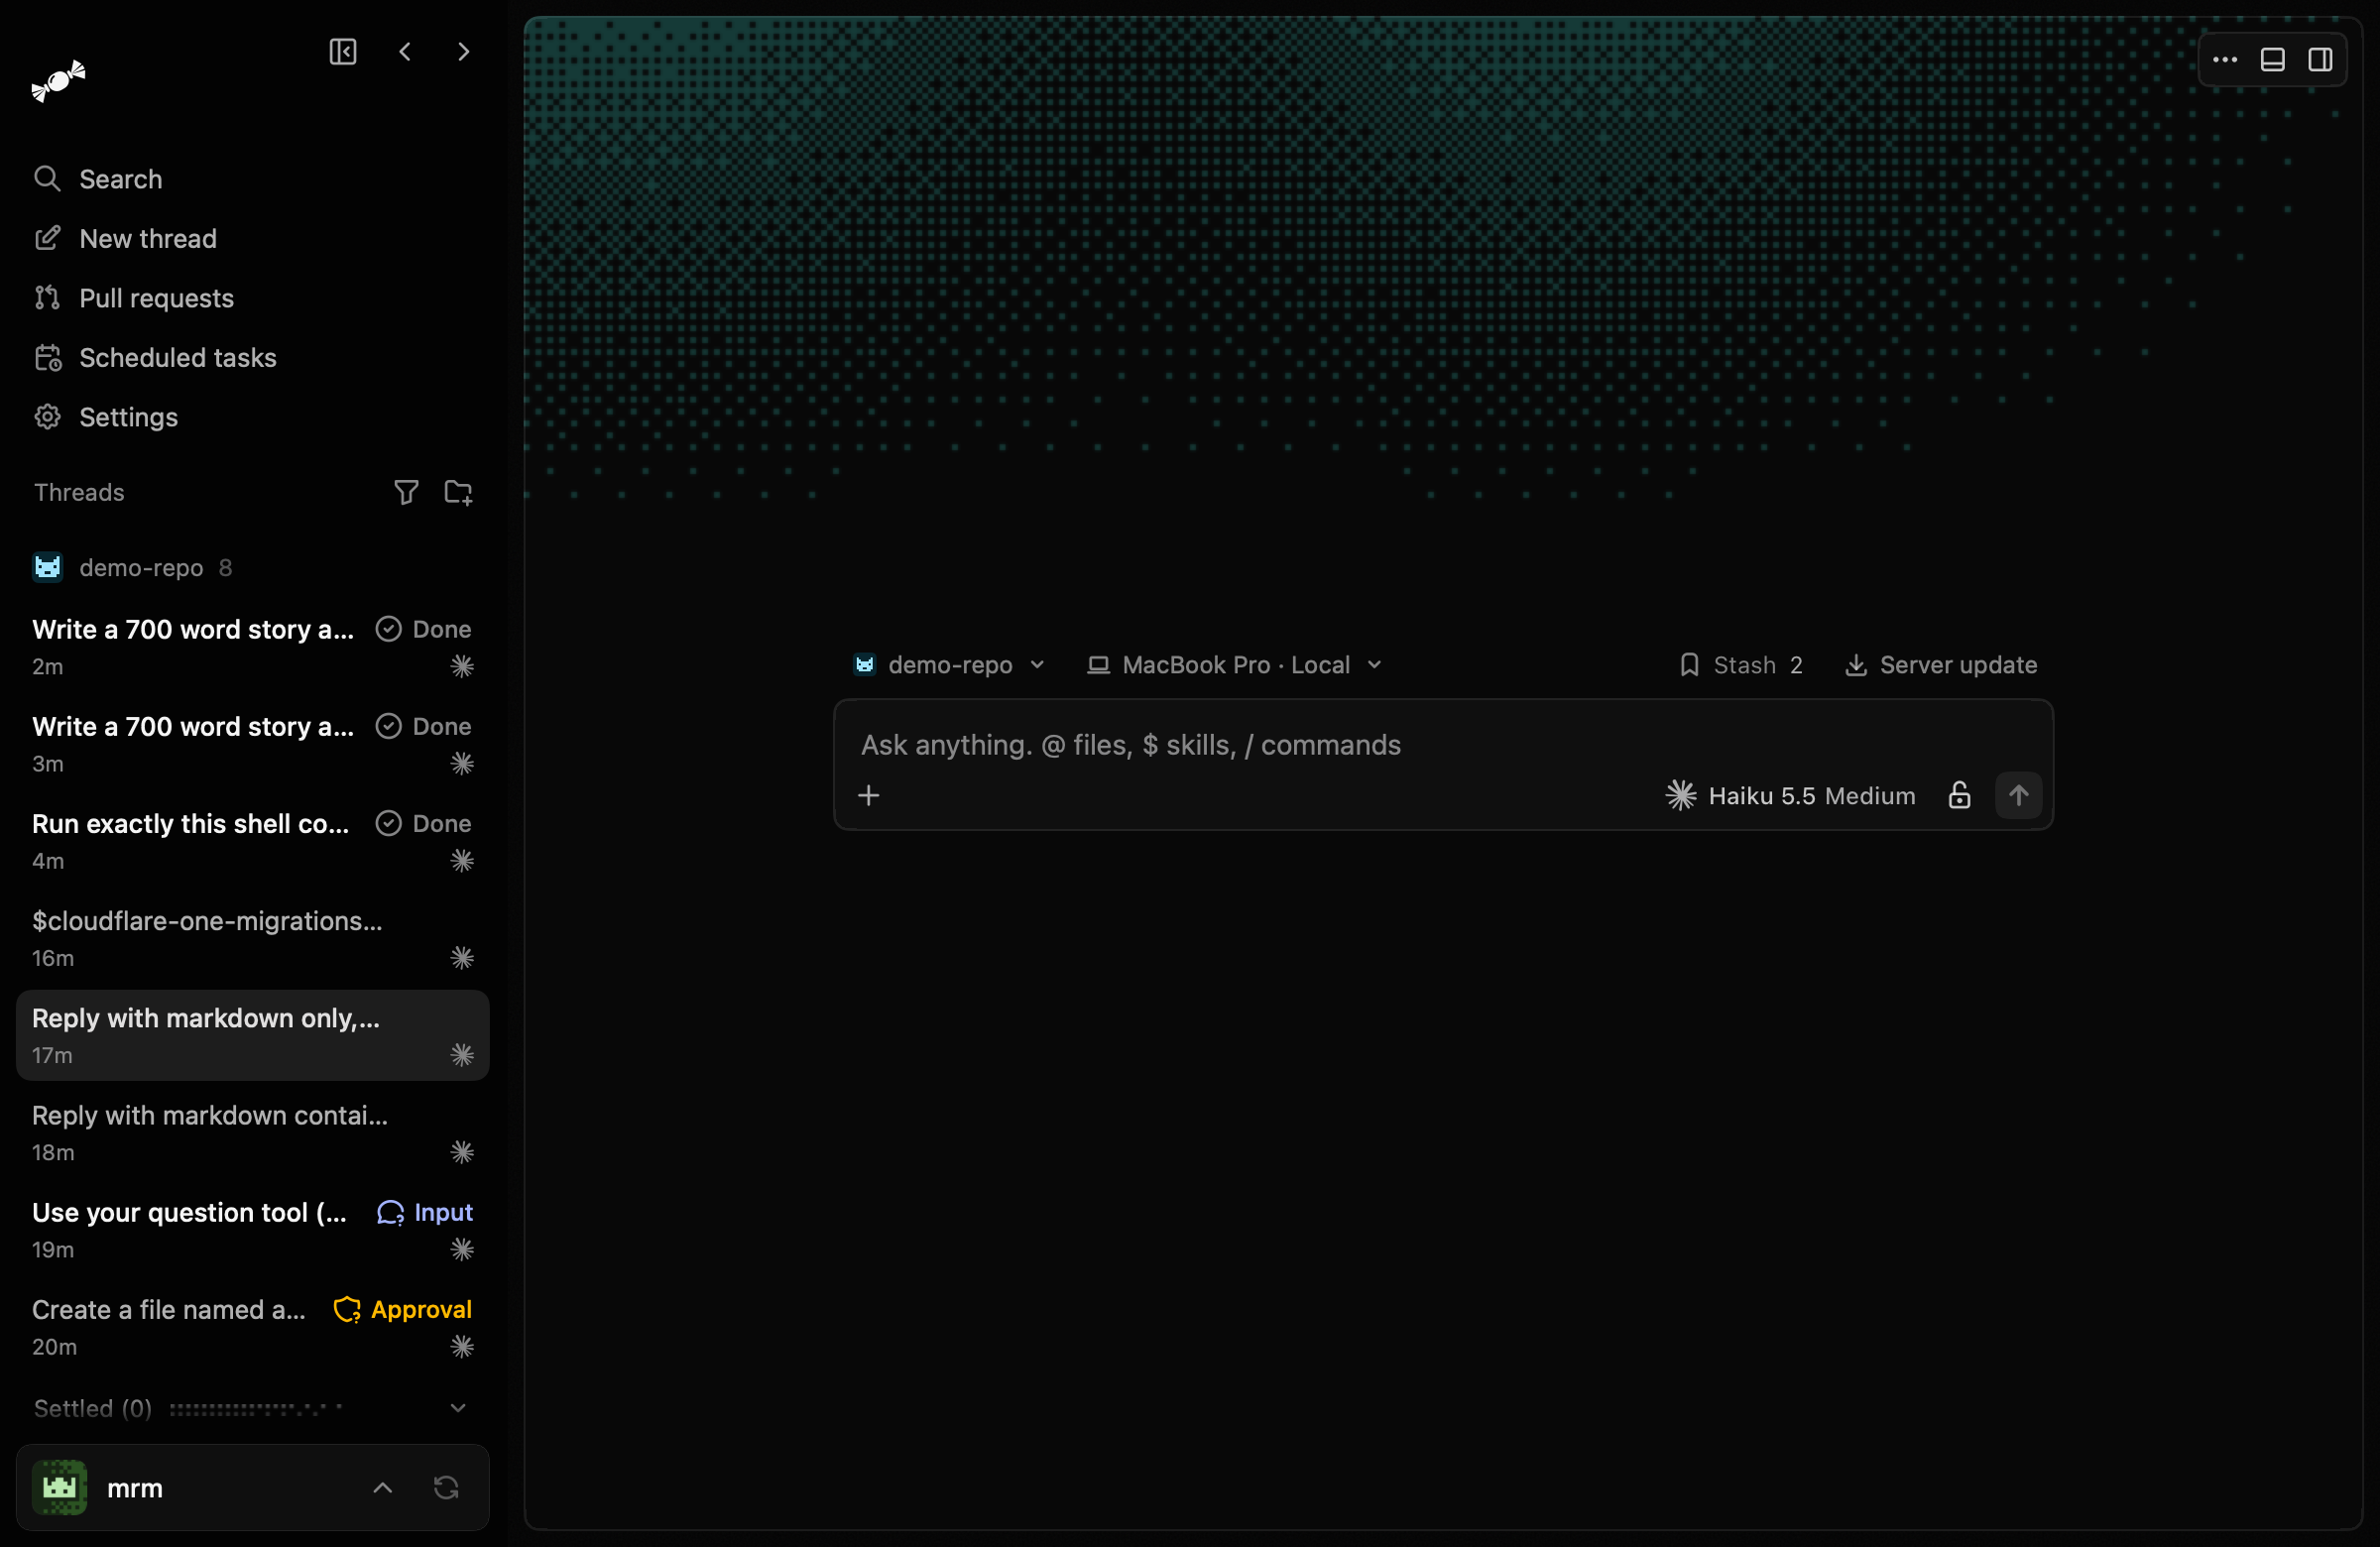 Search
New thread
Pull requests
Scheduled tasks
Settings
Threads
demo-repo 8
Write a 700 word story a... Done
2m
Write a 700 word story a... Done
3m
Run exactly this shell co... Done
4m
$cloudflare-one-migrations...
16m
Reply with markdown only,...
17m
Reply with markdown contai...
18m
Use your question tool (... Input
19m
Create a file named a... Approval
20m
Settled (0)
mrm
demo-repo MacBook Pro · Local Stash 2 Server update
Ask anything. @ files, $ skills, / commands
Haiku 5.5 Medium